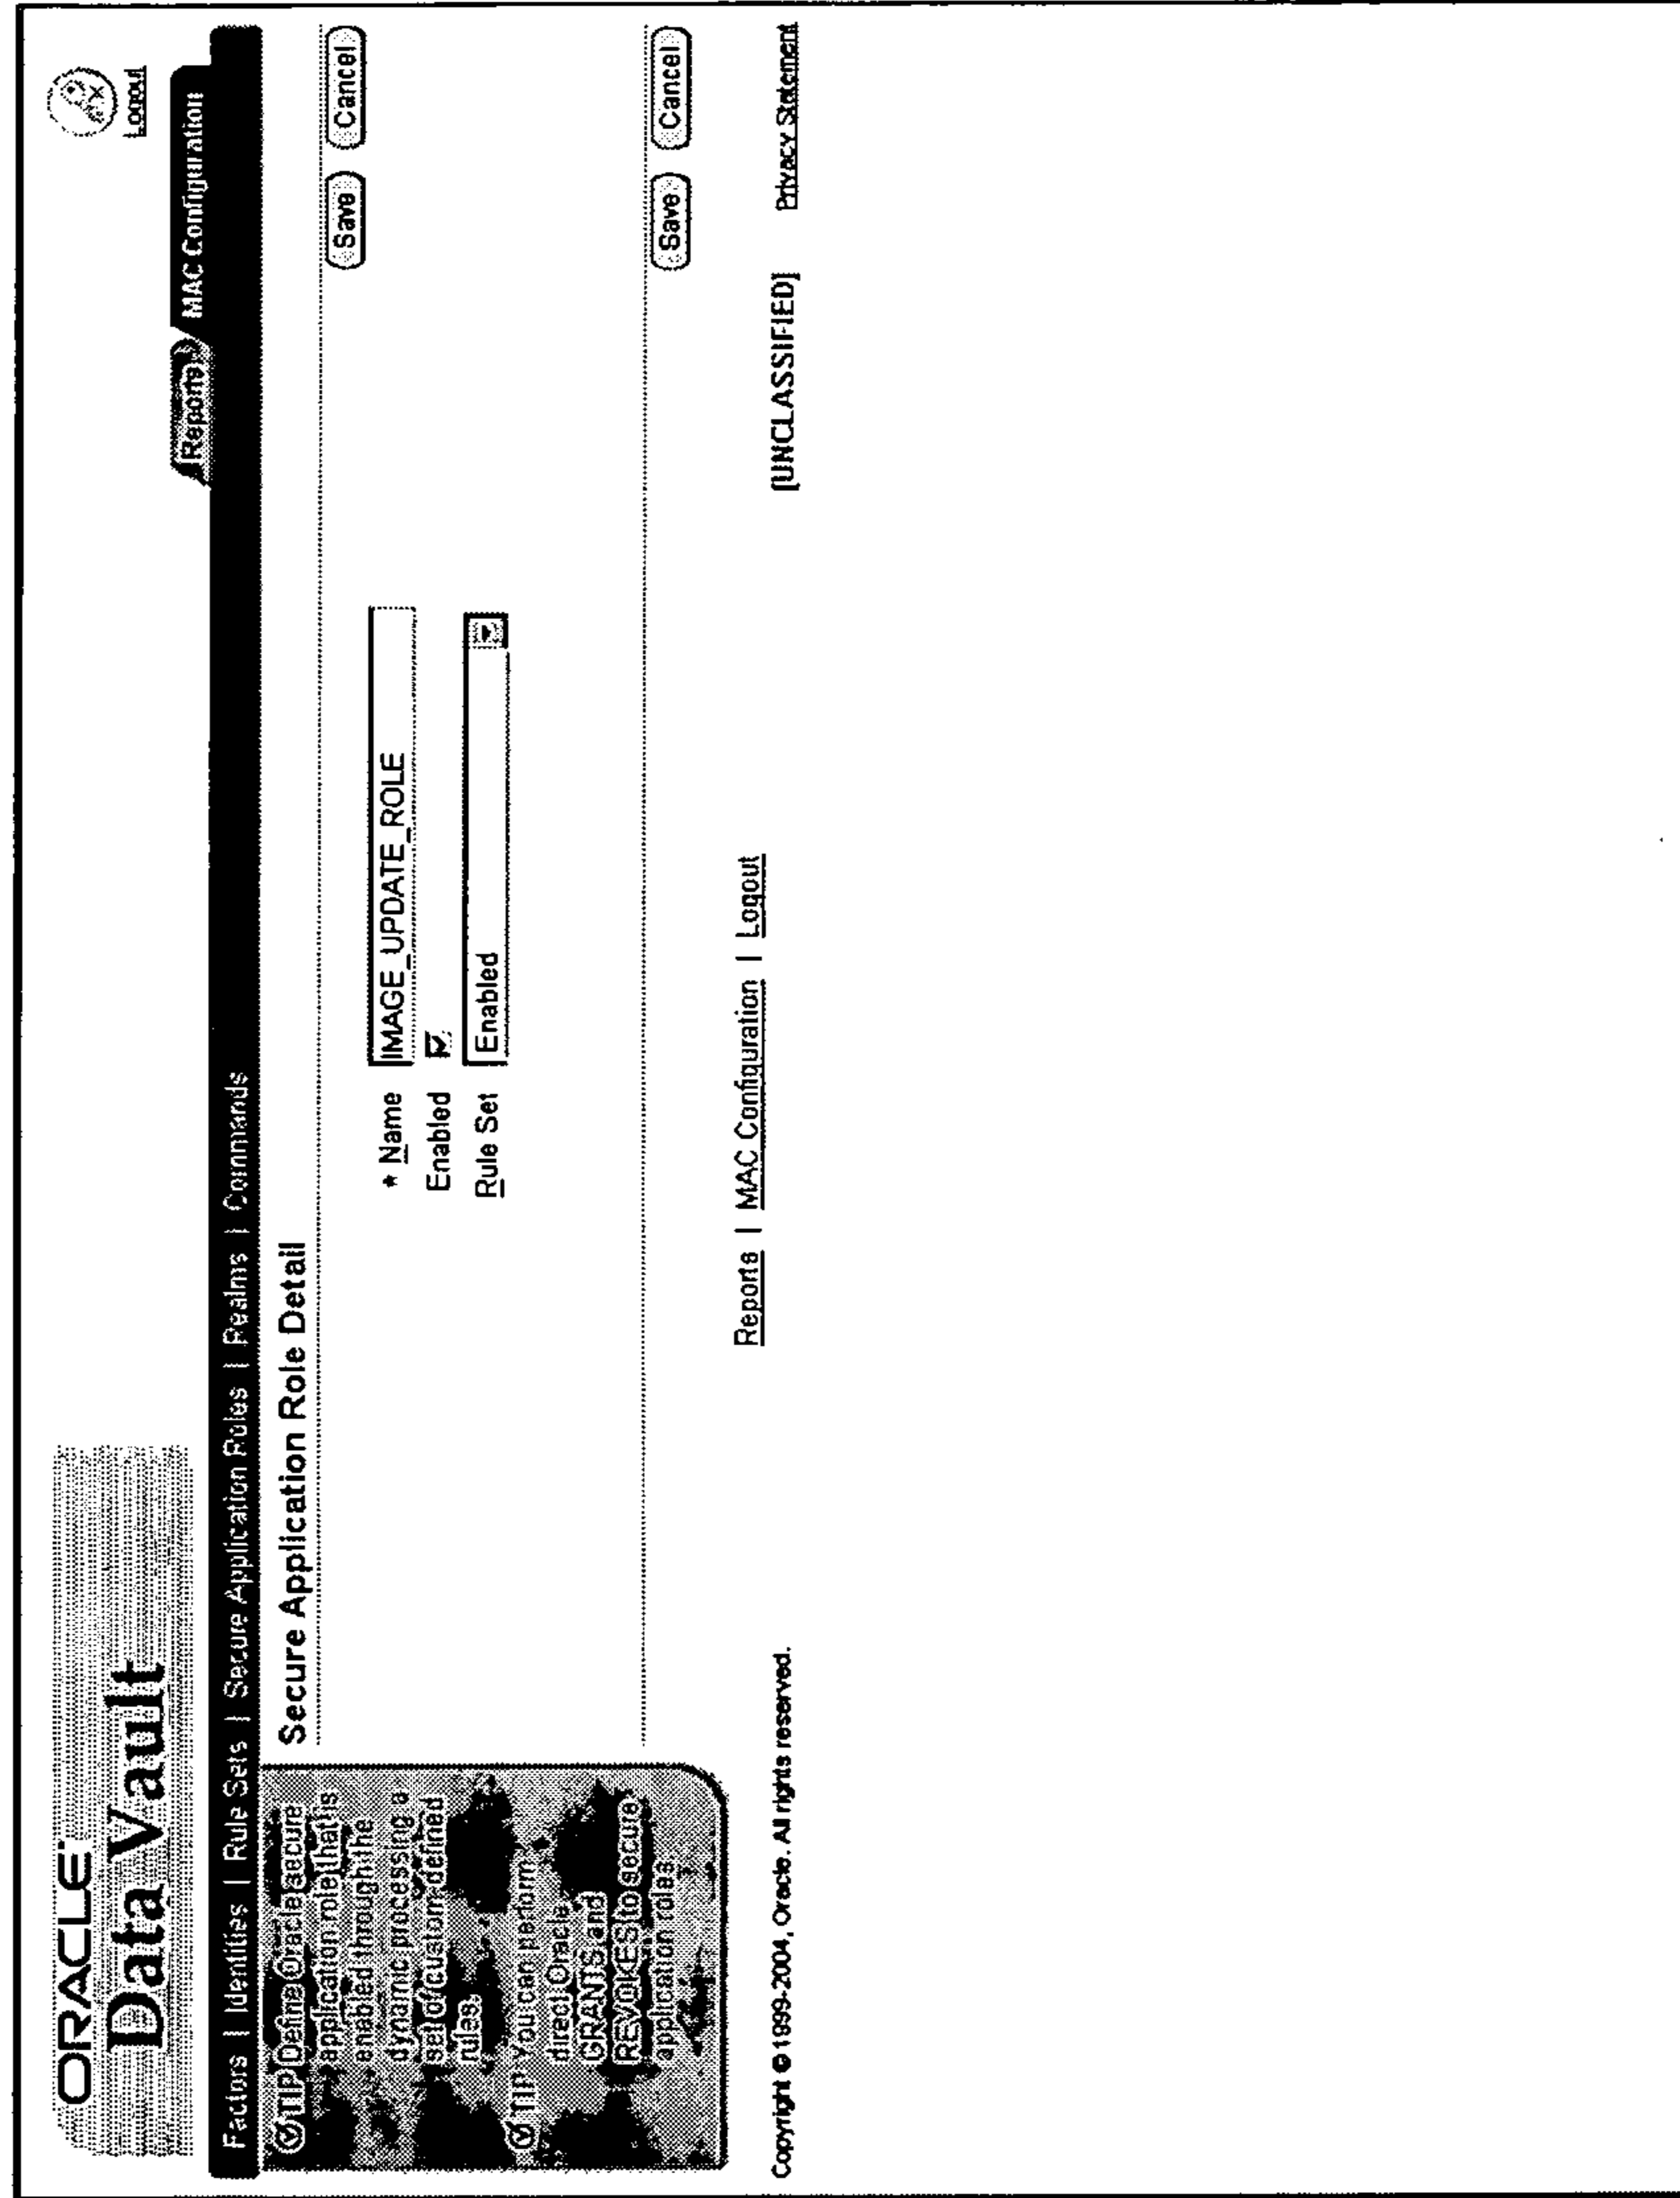 ORACLE
Data Vault
Logout
Reports MAC Configuration
Factors | Identities | Rule Sets | Secure Application Roles | Realms | Commands
TIP Define Oracle secure
application role that is
enabled through the
dynamic processing a
set of custom defined
rules.
TIP You can perform
direct Oracle
GRANTS and
REVOKES to secure
application roles.
Secure Application Role Detail
Save Cancel
* Name IMAGE_UPDATE_ROLE
Enabled
Rule Set Enabled
Save Cancel
Reports | MAC Configuration | Logout
Copyright ©1999-2004, Oracle. All rights reserved. [UNCLASSIFIED] Privacy Statement